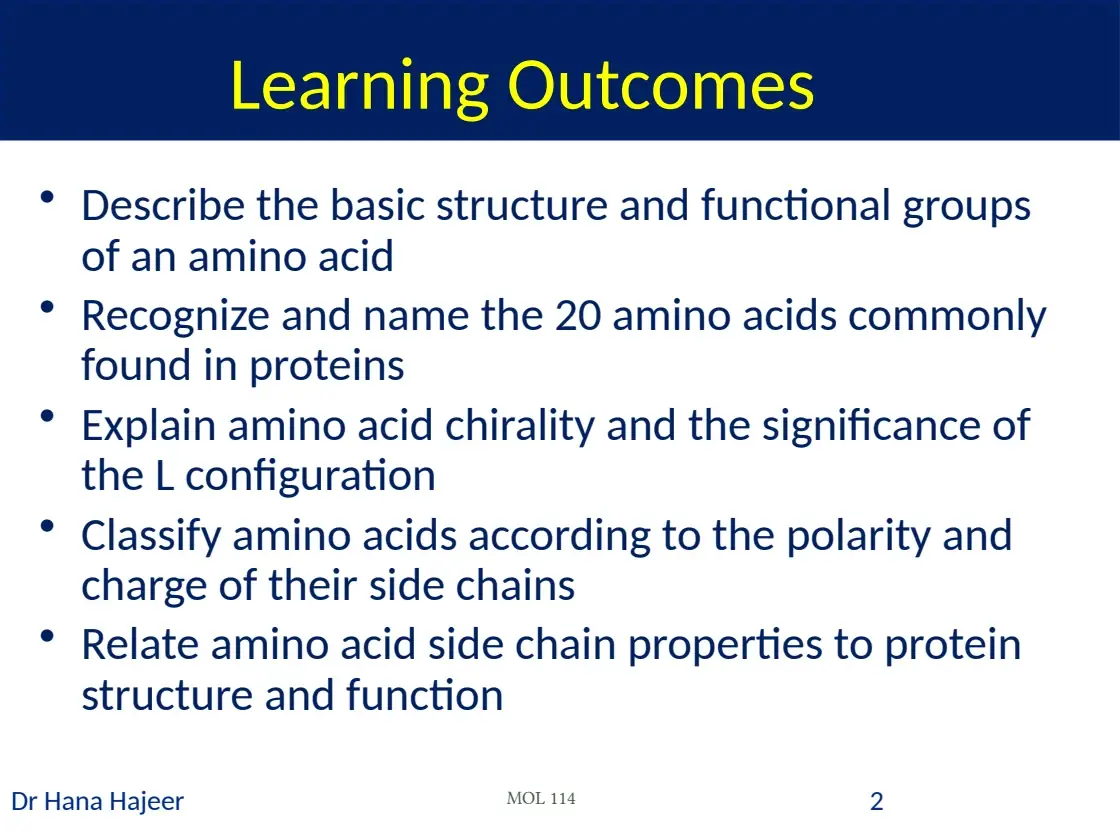 Learning Outcomes
• Describe the basic structure and functional groups
of an amino acid
• Recognize and name the 20 amino acids commonly
found in proteins
• Explain amino acid chirality and the significance of
the L configuration
• Classify amino acids according to the polarity and
charge of their side chains
• Relate amino acid side chain properties to protein
structure and function
Dr Hana Hajeer
MOL 114
2